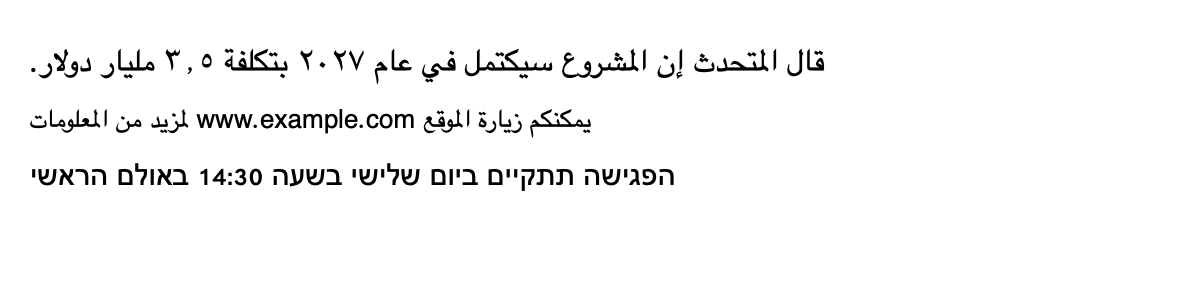 قال المتحدث إن المشروع سيكتمل في عام ٢٠٢٧ بتكلفة ٣,٥ مليار دولار.
يمكنكم زيارة الموقع www.example.com لمزيد من المعلومات
הפגישה תתקיים ביום שלישי בשעה 14:30 באולם הראשי